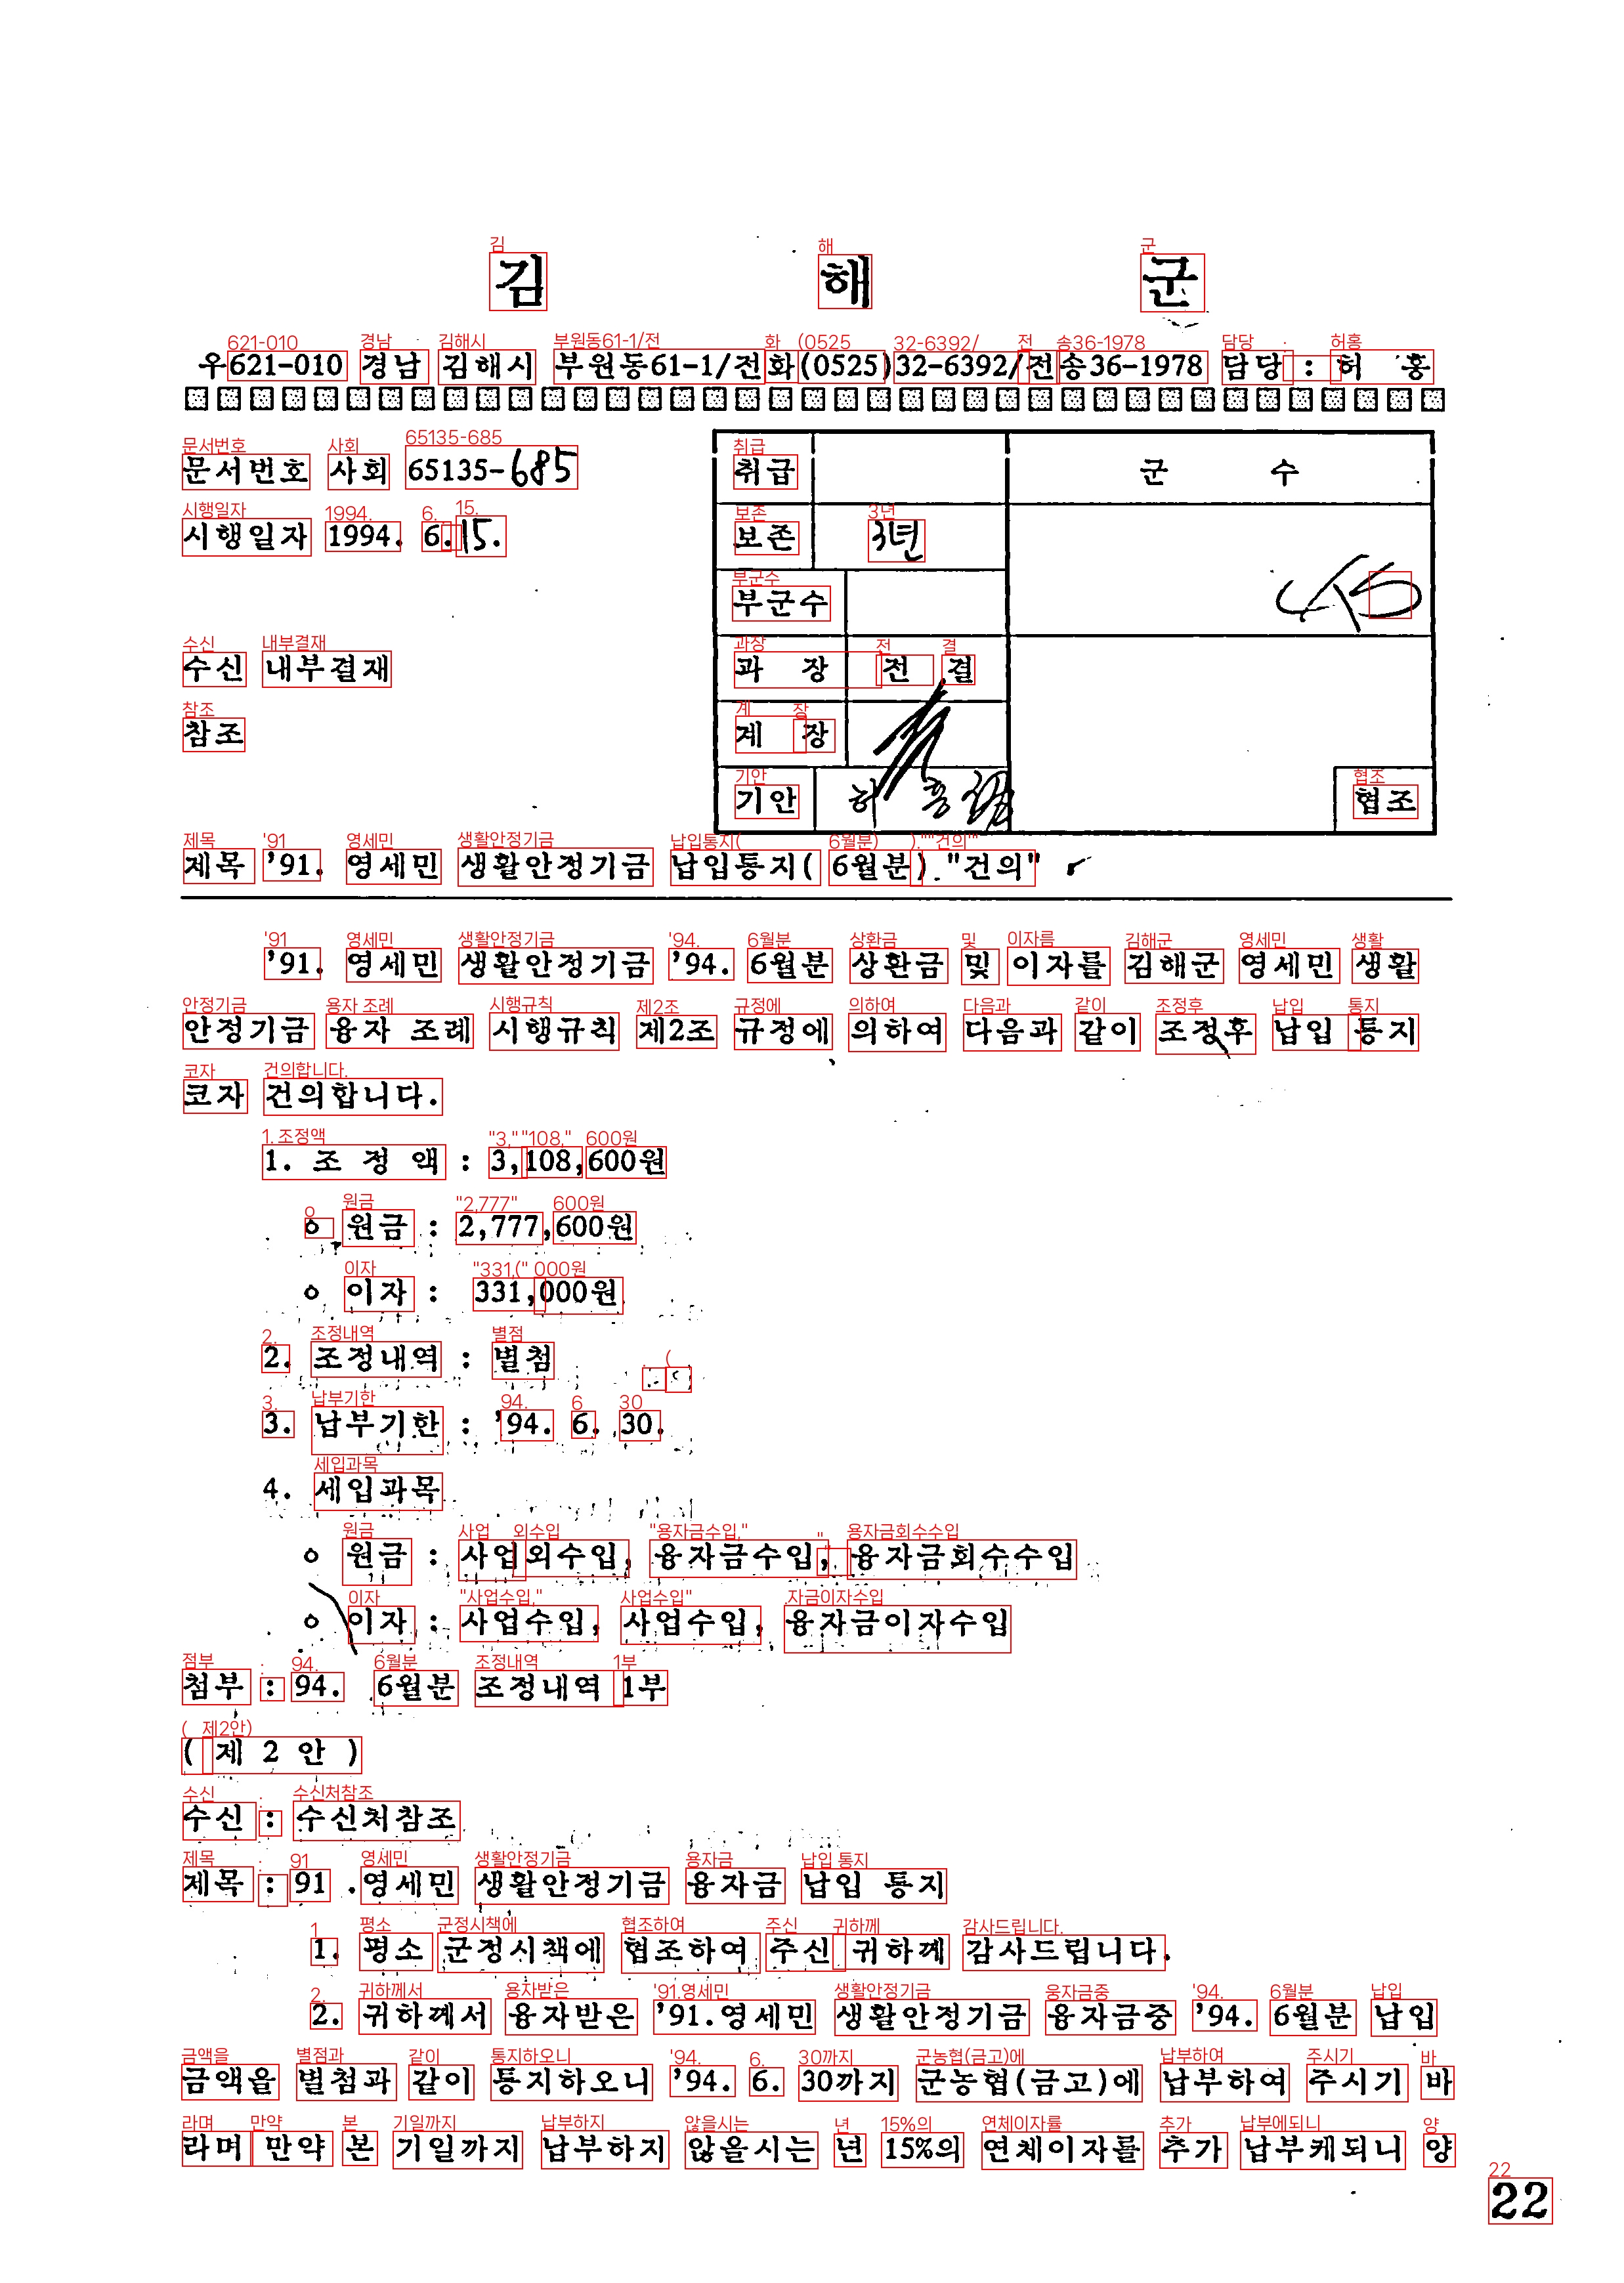 김 해 군
우621-010 경남 김해시 부원동61-1/전화(0525)32-6392/전송36-1978 담당 : 허 홍
문서번호 사회 65135-685
취급 군 수
시행일자 1994. 6.15.
보존 3년
부군수
수신 내부결재
과 장 전 결
참조
계 장
기안 허 홍
협조
제목 '91. 영세민 생활안정기금 납입통지( 6월분). "건의"
'91. 영세민 생활안정기금 '94. 6월분 상환금 및 이자를 김해군 영세민 생활
안정기금 융자 조례 시행규칙 제2조 규정에 의하여 다음과 같이 조정후 납입 통지
코자 건의합니다.
1. 조 정 액 : 3,108,600원
o 원금 : 2,777,600원
o 이자 : 331,000원
2. 조정내역 : 별첨
3. 납부기한 : '94. 6. 30.
4. 세입과목
o 원금 : 사업외수입, 융자금수입, 융자금회수수입
o 이자 : 사업수입, 사업수입, 융자금이자수입
첨부 : 94. 6월분 조정내역 1부
( 제 2 안 )
수신 : 수신처참조
제목 : 91 .영세민 생활안정기금 융자금 납입 통지
1. 평소 군정시책에 협조하여 주신 귀하께 감사드립니다.
2. 귀하께서 융자받은 '91.영세민 생활안정기금 융자금중 '94. 6월분 납입
금액을 별첨과 같이 통지하오니 '94. 6. 30까지 군농협(금고)에 납부하여 주시기 바
라며 만약 본 기일까지 납부하지 않을시는 년 15%의 연체이자를 추가 납부케되니 양
22